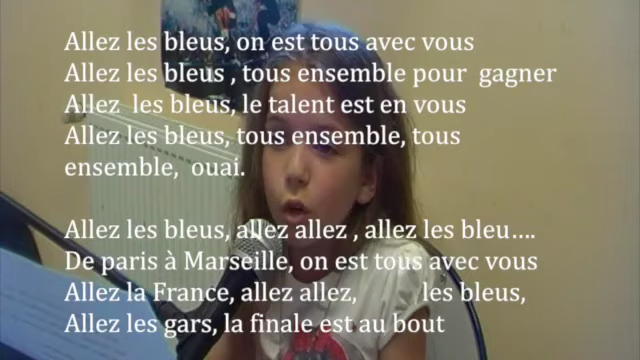 Allez les bleus, on est tous avec vous
Allez les bleus , tous ensemble pour  gagner
Allez  les bleus, le talent est en vous
Allez les bleus, tous ensemble, tous
ensemble,  ouai.
Allez les bleus, allez allez , allez les bleu….
De paris à Marseille, on est tous avec vous
Allez la France, allez allez,         les bleus,
Allez les gars, la finale est au bout